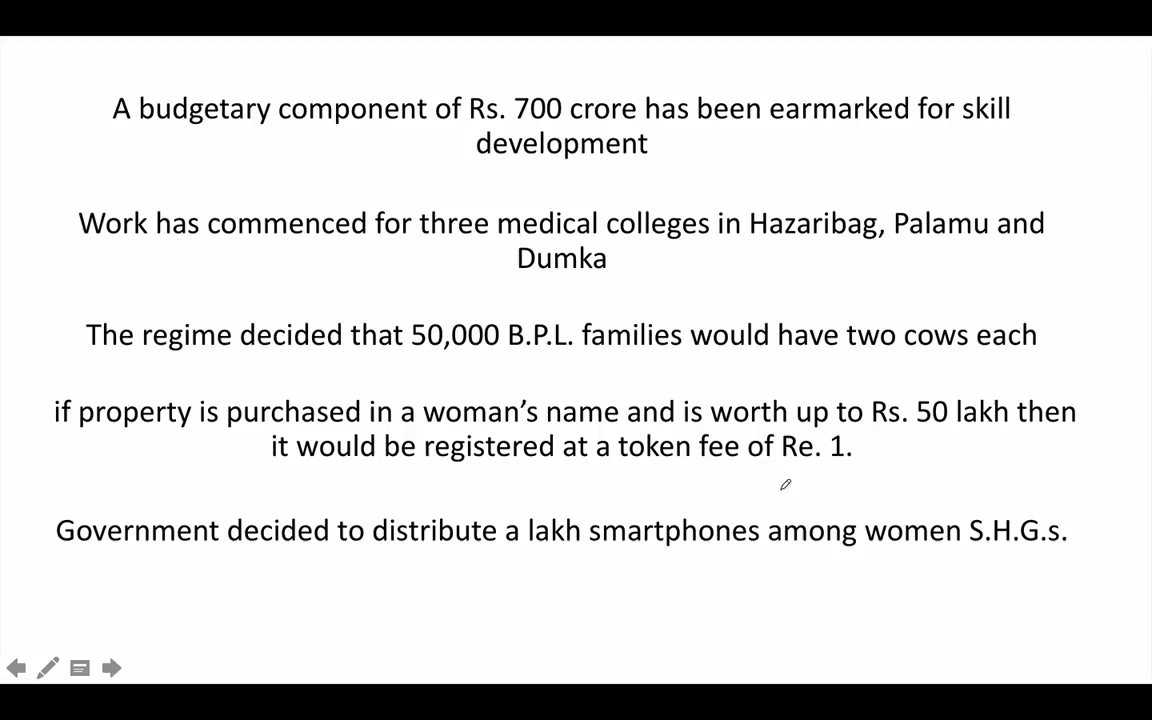 A budgetary component of Rs. 700 crore has been earmarked for skill
development
Work has commenced for three medical colleges in Hazaribag, Palamu and
Dumka
The regime decided that 50,000 B.P.L. families would have two cows each
if property is purchased in a woman’s name and is worth up to Rs. 50 lakh then
it would be registered at a token fee of Re. 1.
Government decided to distribute a lakh smartphones among women S.H.G.s.